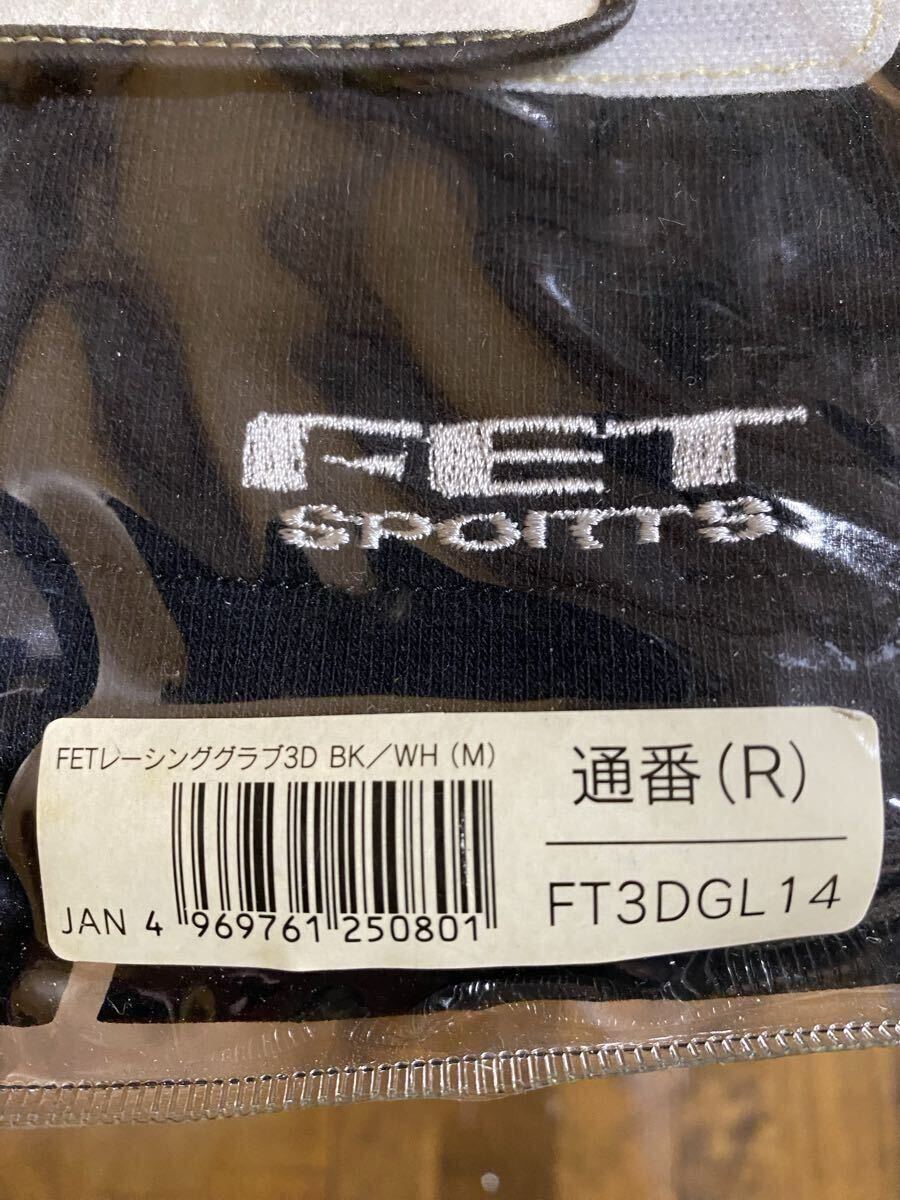 FET
SPORTS
FETレーシンググラブ3D BK／WH (M)
JAN 4 969761 250801
通番(R)
FT3DGL14